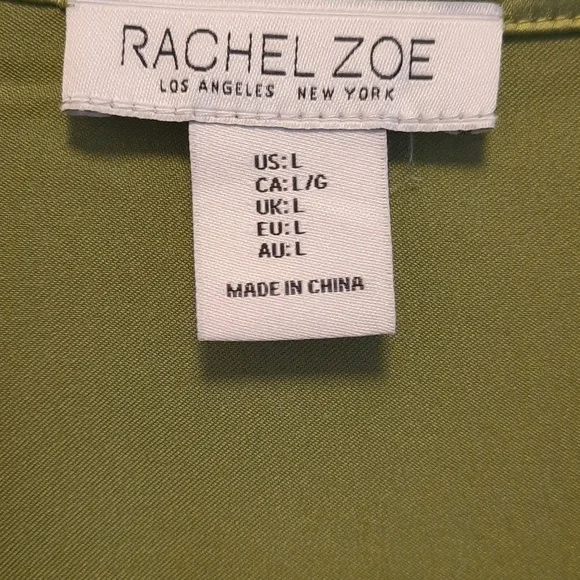 RACHEL ZOE
LOS ANGELES NEW YORK
US: L
CA: L/G
UK: L
EU: L
AU: L
MADE IN CHINA